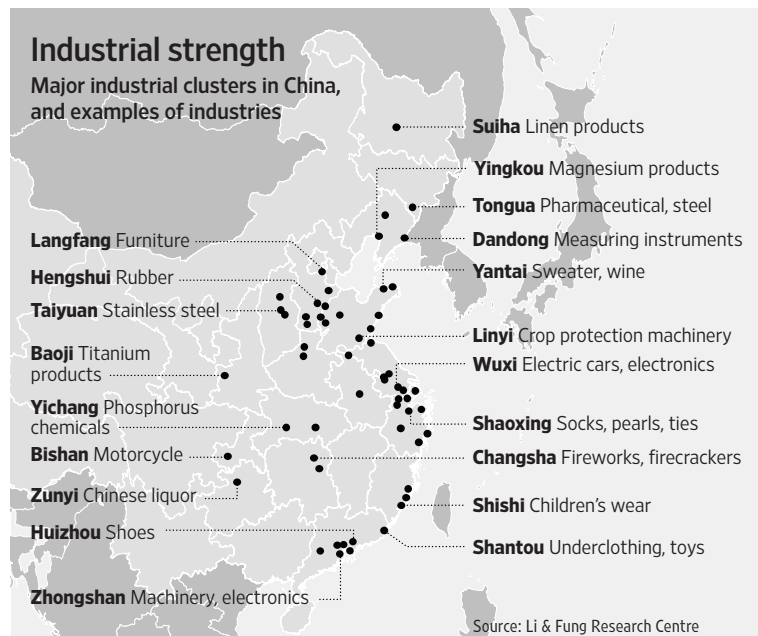 Industrial strength
Major industrial clusters in China,
and examples of industries
Suiha Linen products
Yingkou Magnesium products
Tongua Pharmaceutical, steel
Dandong Measuring instruments
Yantai Sweater, wine
Linyi Crop protection machinery
Wuxi Electric cars, electronics
Shaoxing Socks, pearls, ties
Changsha Fireworks, firecrackers
Shishi Children's wear
Shantou Underclothing, toys
Langfang Furniture
Hengshui Rubber
Taiyuan Stainless steel
Baoji Titanium
products
Yichang Phosphorus
chemicals
Bishan Motorcycle
Zunyi Chinese liquor
Huizhou Shoes
Zhongshan Machinery, electronics
Source: Li & Fung Research Centre